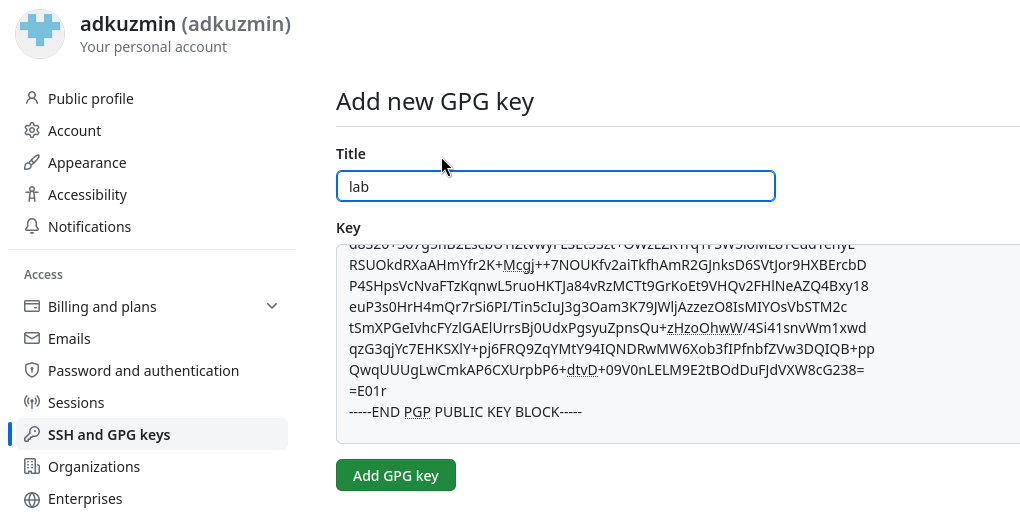 adkuzmin (adkuzmin)
Your personal account
Public profile
Account
Appearance
Accessibility
Notifications
Access
Billing and plans
Emails
Password and authentication
Sessions
SSH and GPG keys
Organizations
Enterprises
Add new GPG key
Title
lab
Key
RSUOkdRXaAHmYfr2K+Mcgj++7NOUKfv2aiTkfhAmR2GJnksD6SVtJor9HXBErcbD
P4SHpsVcNvaFTzKqnwL5ruoHKTJa84vRzMCTt9GrKoEt9VHQv2FHlNeAZQ4Bxy18
euP3s0HrH4mQr7rSi6PI/Tin5cIuJ3g3Oam3K79JWljAzzezO8IsMIYOsVbSTM2c
tSmXPGeIvhcFYzlGAElUrrsBj0UdxPgsyuZpnsQu+zHzoOhwW/4Si41snvWm1xwd
qzG3qjYc7EHKSXlY+pj6FRQ9ZqYMtY94IQNDRwMW6Xob3fIPfnbfZVw3DQIQB+pp
QwqUUUgLwCmkAP6CXUrpbP6+dtvD+09V0nLELM9E2tBOdDuFJdVXW8cG238=
=E01r
-----END PGP PUBLIC KEY BLOCK-----
Add GPG key